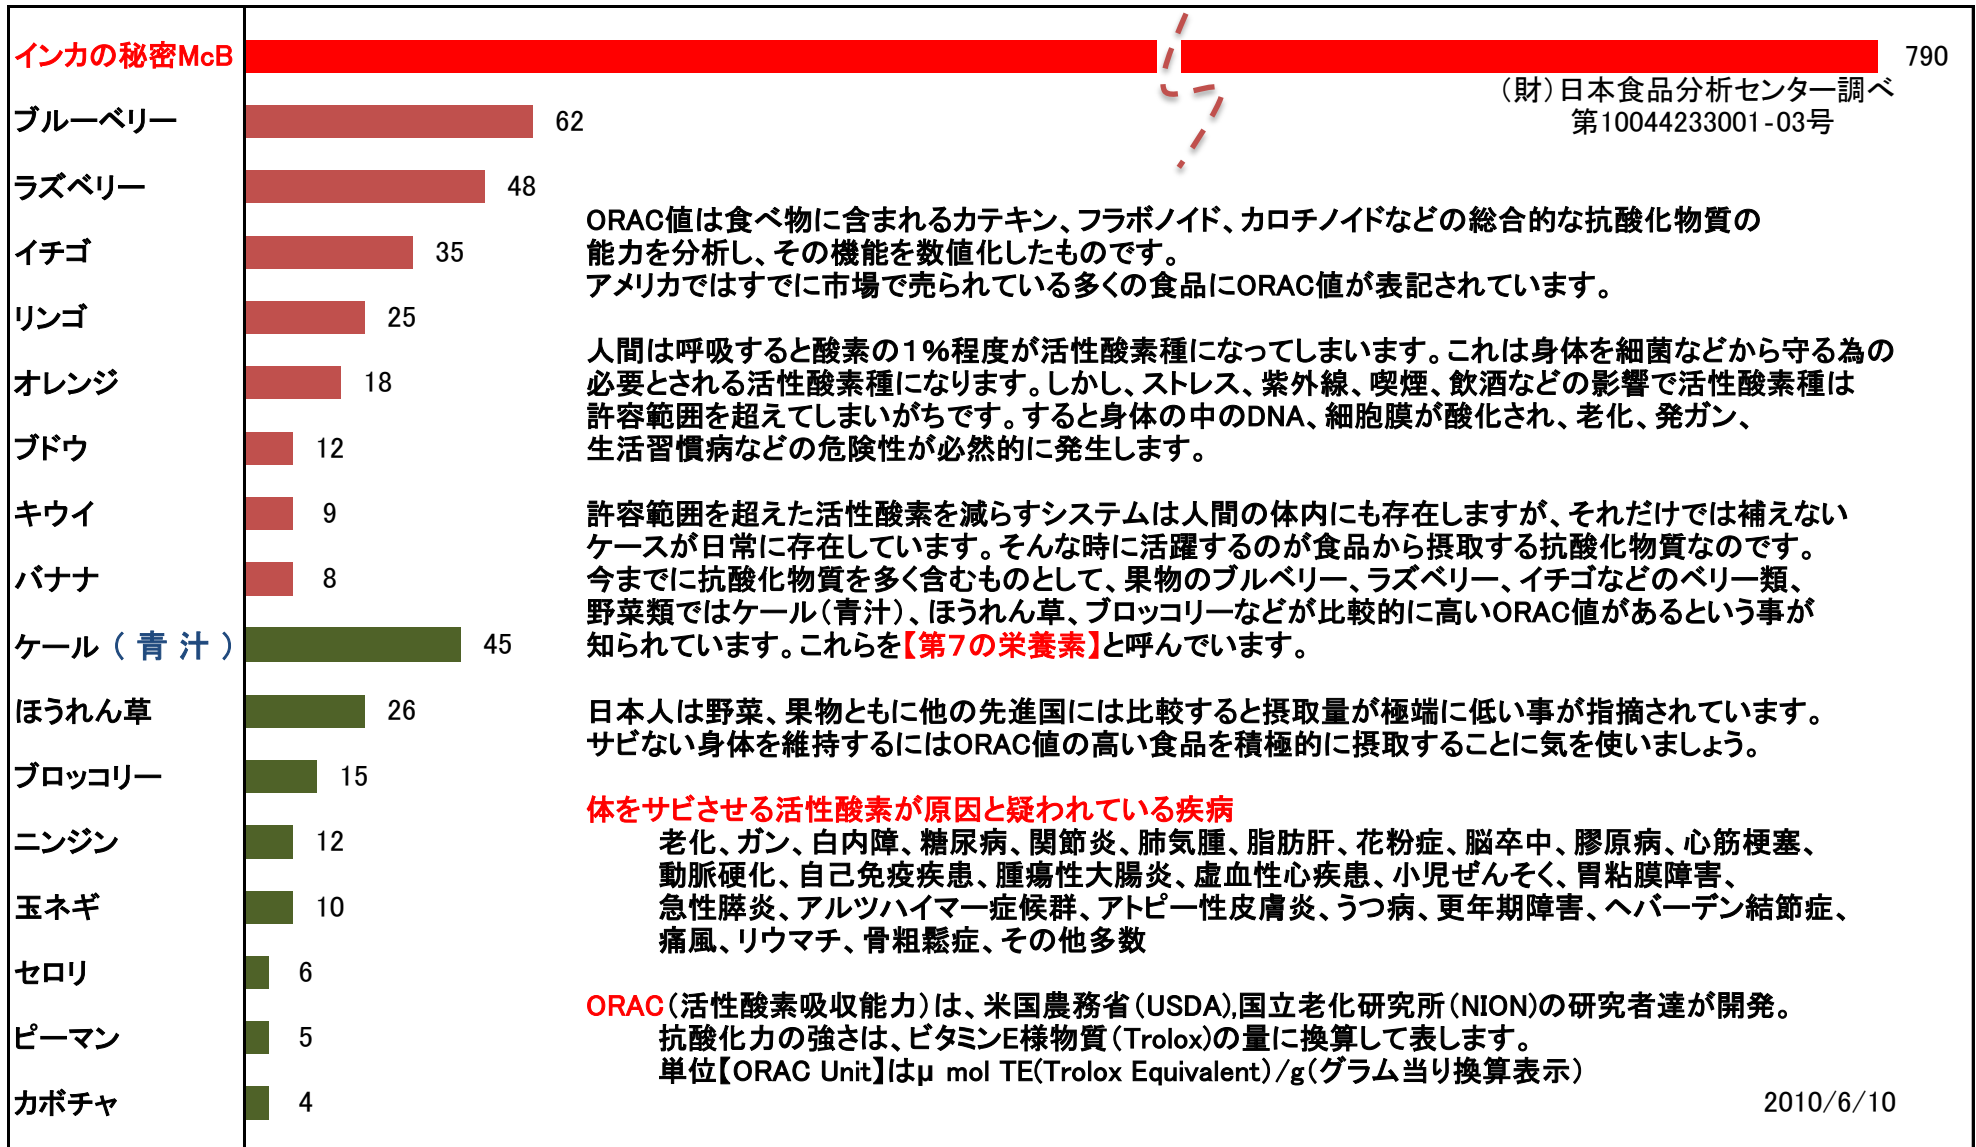 インカの秘密McB 790
(財)日本食品分析センター調べ
第10044233001-03号
ブルーベリー 62
ラズベリー 48
イチゴ 35
リンゴ 25
オレンジ 18
ブドウ 12
キウイ 9
バナナ 8
ケール(青汁) 45
ほうれん草 26
ブロッコリー 15
ニンジン 12
玉ネギ 10
セロリ 6
ピーマン 5
カボチャ 4
ORAC値は食べ物に含まれるカテキン、フラボノイド、カロチノイドなどの総合的な抗酸化物質の
能力を分析し、その機能を数値化したものです。
アメリカではすでに市場で売られている多くの食品にORAC値が表記されています。
人間は呼吸すると酸素の1%程度が活性酸素種になってしまいます。これは身体を細菌などから守る為の
必要とされる活性酸素種になります。しかし、ストレス、紫外線、喫煙、飲酒などの影響で活性酸素種は
許容範囲を超えてしまいがちです。すると身体の中のDNA、細胞膜が酸化され、老化、発ガン、
生活習慣病などの危険性が必然的に発生します。
許容範囲を超えた活性酸素を減らすシステムは人間の体内にも存在しますが、それだけでは補えない
ケースが日常に存在しています。そんな時に活躍するのが食品から摂取する抗酸化物質なのです。
今までに抗酸化物質を多く含むものとして、果物のブルベリー、ラズベリー、イチゴなどのベリー類、
野菜類ではケール(青汁)、ほうれん草、ブロッコリーなどが比較的に高いORAC値があるという事が
知られています。これらを【第7の栄養素】と呼んでいます。
日本人は野菜、果物ともに他の先進国には比較すると摂取量が極端に低い事が指摘されています。
サビない身体を維持するにはORAC値の高い食品を積極的に摂取することに気を使いましょう。
体をサビさせる活性酸素が原因と疑われている疾病
老化、ガン、白内障、糖尿病、関節炎、肺気腫、脂肪肝、花粉症、脳卒中、膠原病、心筋梗塞、
動脈硬化、自己免疫疾患、腫瘍性大腸炎、虚血性心疾患、小児ぜんそく、胃粘膜障害、
急性膵炎、アルツハイマー症候群、アトピー性皮膚炎、うつ病、更年期障害、ヘバーデン結節症、
痛風、リウマチ、骨粗鬆症、その他多数
ORAC(活性酸素吸収能力)は、米国農務省(USDA),国立老化研究所(NION)の研究者達が開発。
抗酸化力の強さは、ビタミンE様物質(Trolox)の量に換算して表します。
単位【ORAC Unit】はμ mol TE(Trolox Equivalent)/g(グラム当り換算表示)
2010/6/10